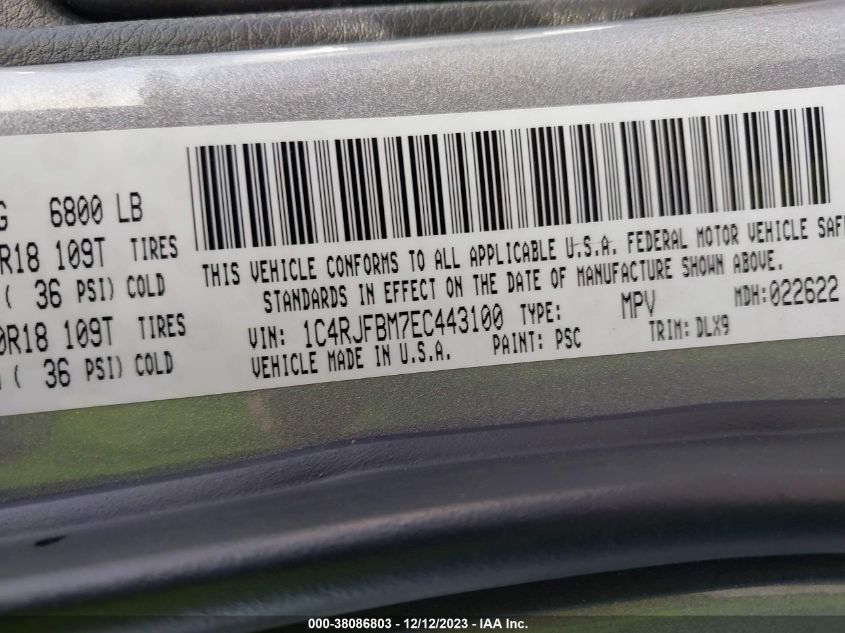 G 6800 LB
R18 109T TIRES
( 36 PSI) COLD
0R18 109T TIRES
( 36 PSI) COLD
THIS VEHICLE CONFORMS TO ALL APPLICABLE U.S.A. FEDERAL MOTOR VEHICLE SAF
STANDARDS IN EFFECT ON THE DATE OF MANUFACTURE SHOWN ABOVE.
VIN: 1C4RJFBM7EC443100 TYPE: MPV MDH:022622
VEHICLE MADE IN U.S.A. PAINT: PSC TRIM: DLX9
000-38086803 - 12/12/2023 - IAA Inc.